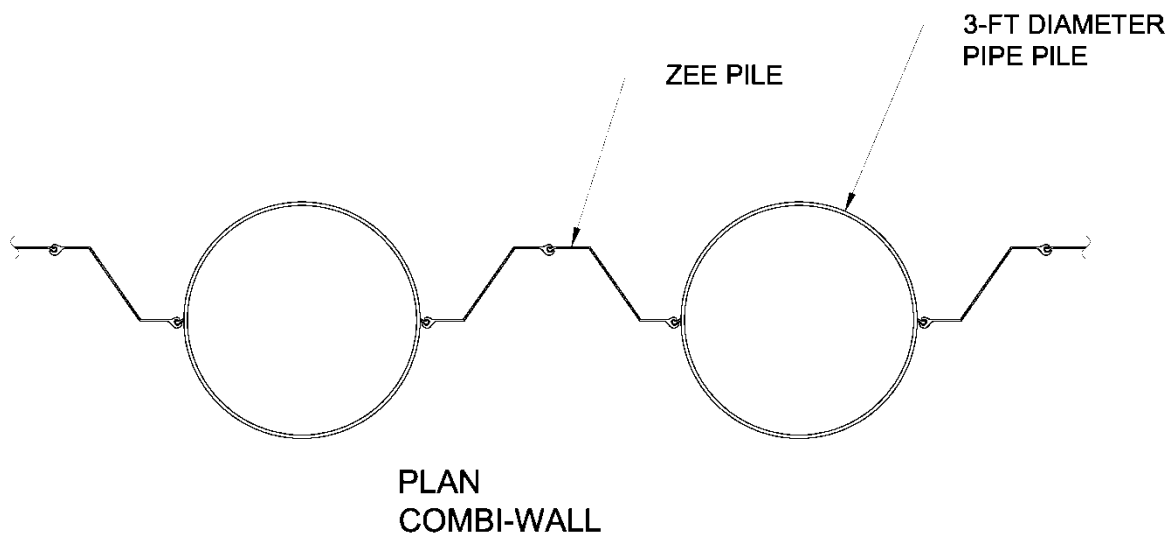 3-FT DIAMETER
PIPE PILE
ZEE PILE
PLAN
COMBI-WALL